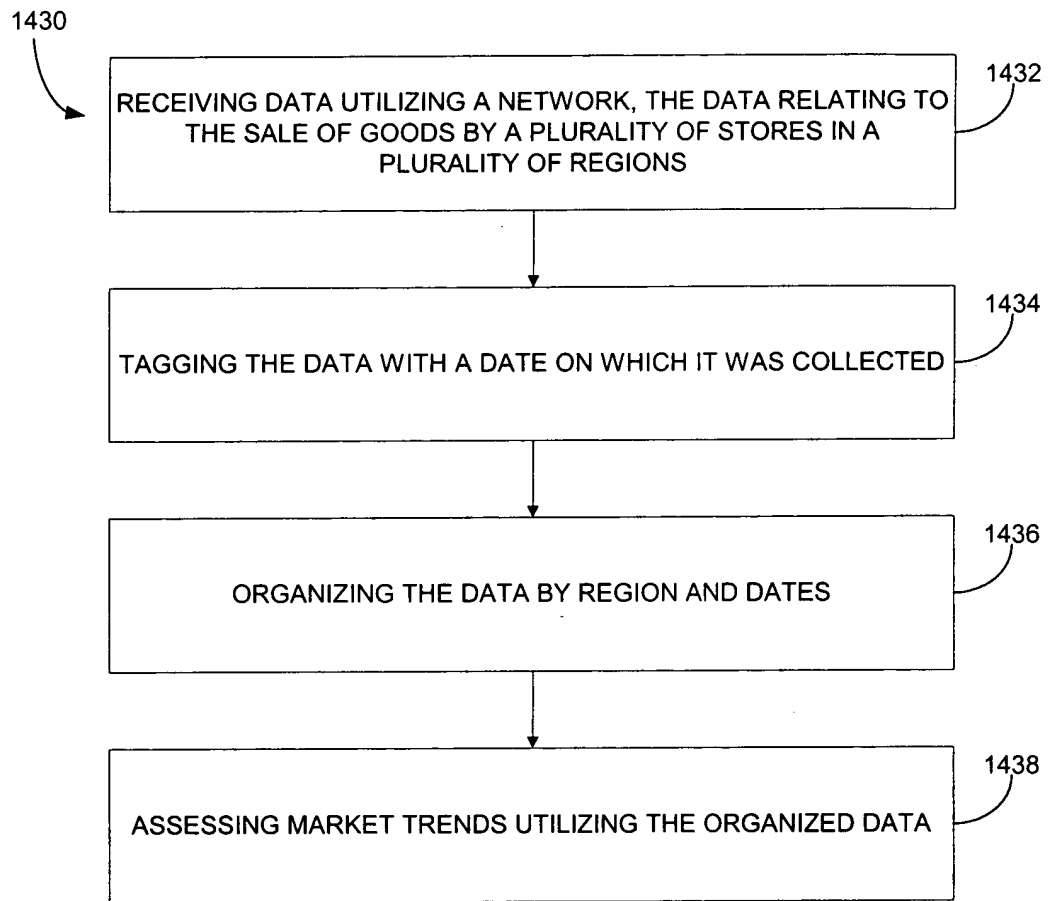 1430
1432
RECEIVING DATA UTILIZING A NETWORK, THE DATA RELATING TO
THE SALE OF GOODS BY A PLURALITY OF STORES IN A
PLURALITY OF REGIONS
1434
TAGGING THE DATA WITH A DATE ON WHICH IT WAS COLLECTED
1436
ORGANIZING THE DATA BY REGION AND DATES
1438
ASSESSING MARKET TRENDS UTILIZING THE ORGANIZED DATA